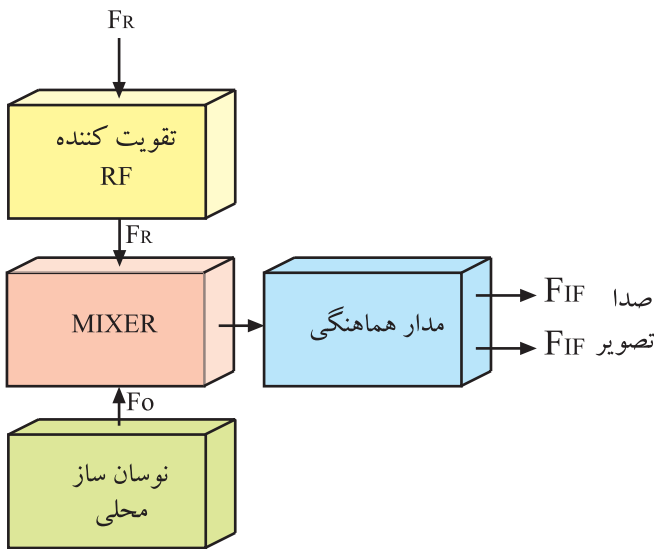 FR
تقویت کننده
RF
FR
MIXER
مدار هماهنگی
FIF صدا
FIF تصویر
Fo
نوسان ساز
محلی